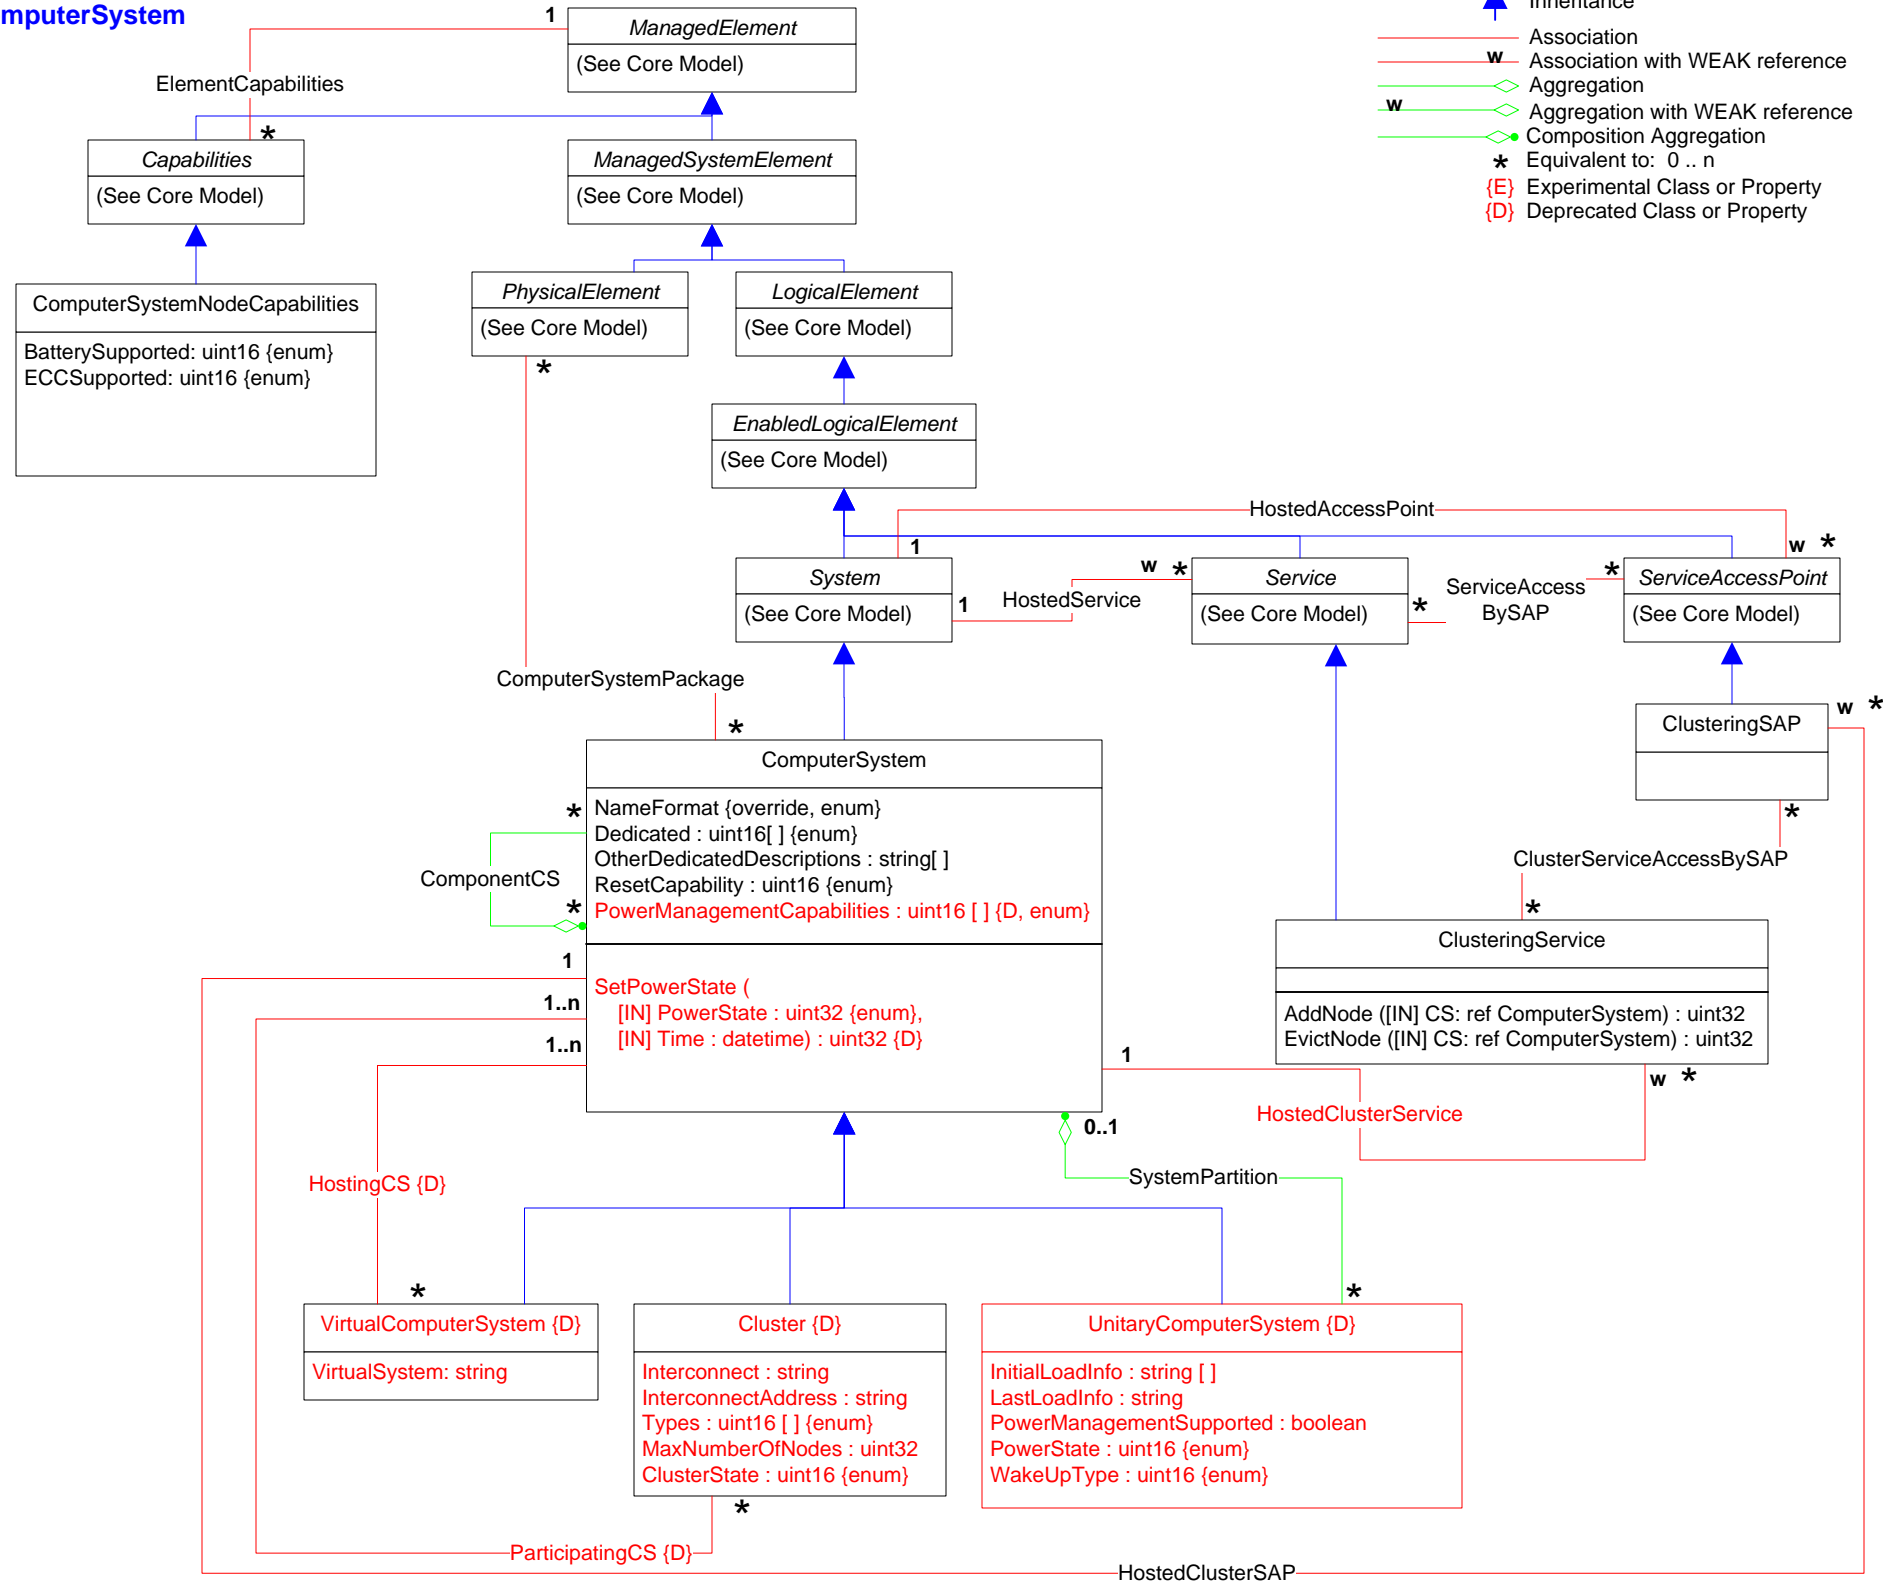 mputerSystem
Inheritance
Association
w
Association with WEAK reference
Aggregation
w
Aggregation with WEAK reference
Composition Aggregation
* Equivalent to: 0 .. n
{E} Experimental Class or Property
{D} Deprecated Class or Property
1
ManagedElement
(See Core Model)
ElementCapabilities
*
Capabilities
(See Core Model)
ManagedSystemElement
(See Core Model)
ComputerSystemNodeCapabilities
BatterySupported: uint16 {enum}
ECCSupported: uint16 {enum}
PhysicalElement
(See Core Model)
*
LogicalElement
(See Core Model)
EnabledLogicalElement
(See Core Model)
HostedAccessPoint
1
w *
System
(See Core Model)
1
HostedService
w *
Service
(See Core Model)
*
ServiceAccess
BySAP
*
ServiceAccessPoint
(See Core Model)
ComputerSystemPackage
*
ClusteringSAP
w *
*
ClusterServiceAccessBySAP
*
ComputerSystem
NameFormat {override, enum}
Dedicated : uint16[ ] {enum}
OtherDedicatedDescriptions : string[ ]
ResetCapability : uint16 {enum}
PowerManagementCapabilities : uint16 [ ] {D, enum}
SetPowerState (
[IN] PowerState : uint32 {enum},
[IN] Time : datetime) : uint32 {D}
*
ComponentCS
*
1
1..n
1..n
ClusteringService
AddNode ([IN] CS: ref ComputerSystem) : uint32
EvictNode ([IN] CS: ref ComputerSystem) : uint32
1
w *
HostedClusterService
0..1
SystemPartition
HostingCS {D}
*
*
VirtualComputerSystem {D}
VirtualSystem: string
Cluster {D}
Interconnect : string
InterconnectAddress : string
Types : uint16 [ ] {enum}
MaxNumberOfNodes : uint32
ClusterState : uint16 {enum}
*
UnitaryComputerSystem {D}
InitialLoadInfo : string [ ]
LastLoadInfo : string
PowerManagementSupported : boolean
PowerState : uint16 {enum}
WakeUpType : uint16 {enum}
ParticipatingCS {D}
HostedClusterSAP